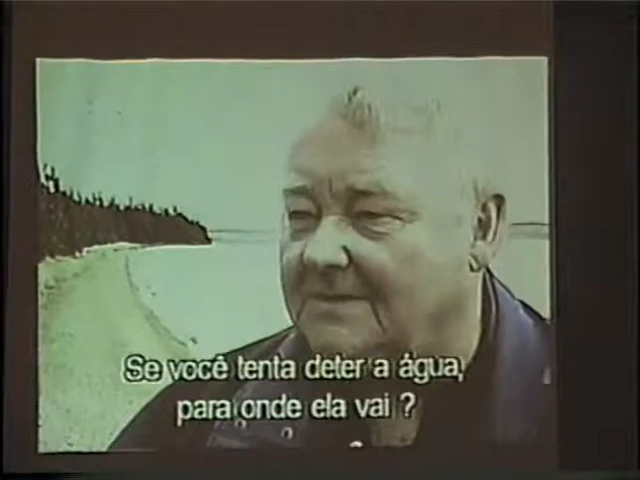 Se você tenta deter a água,
para onde ela vai ?